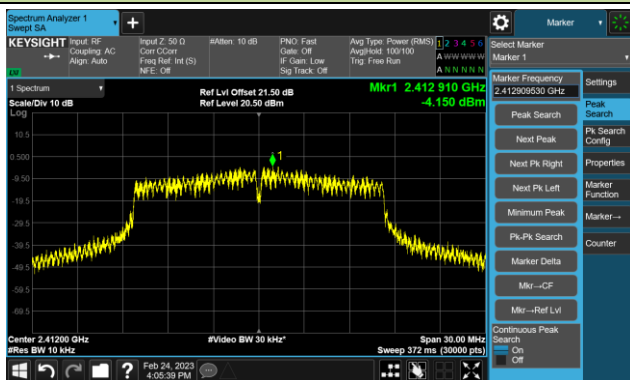 Spectrum Analyzer 1
Swept SA
Marker
KEYSIGHT
Input: RF
Coupling: AC
Align: Auto
Input Z: 50 Ω
Corr CCorr
Freq Ref: Int (S)
NFE: Off
#Atten: 10 dB
PNO: Fast
Gate: Off
IF Gain: Low
Sig Track: Off
Avg Type: Power (RMS)
Avg|Hold: 100/100
Trig: Free Run
1 2 3 4 5 6
A W W W W W
A N N N N N
Select Marker
Marker 1
LXI
1 Spectrum
Scale/Div 10 dB
Log
Ref Lvl Offset 21.50 dB
Ref Level 20.50 dBm
Mkr1 2.412 910 GHz
-4.150 dBm
Marker Frequency
2.412909530 GHz
Settings
Peak Search
Peak
Search
Next Peak
Pk Search
Config
Next Pk Right
Properties
Next Pk Left
Marker
Function
Minimum Peak
Marker→
Pk-Pk Search
Counter
Marker Delta
Mkr→CF
Mkr→Ref Lvl
Continuous Peak
Search
On
Off
10.5
0.500
-9.50
-19.5
-29.5
-39.5
-49.5
-59.5
-69.5
1
Center 2.41200 GHz
#Res BW 10 kHz
#Video BW 30 kHz*
Span 30.00 MHz
Sweep 372 ms (30000 pts)
?
Feb 24, 2023
4:05:39 PM